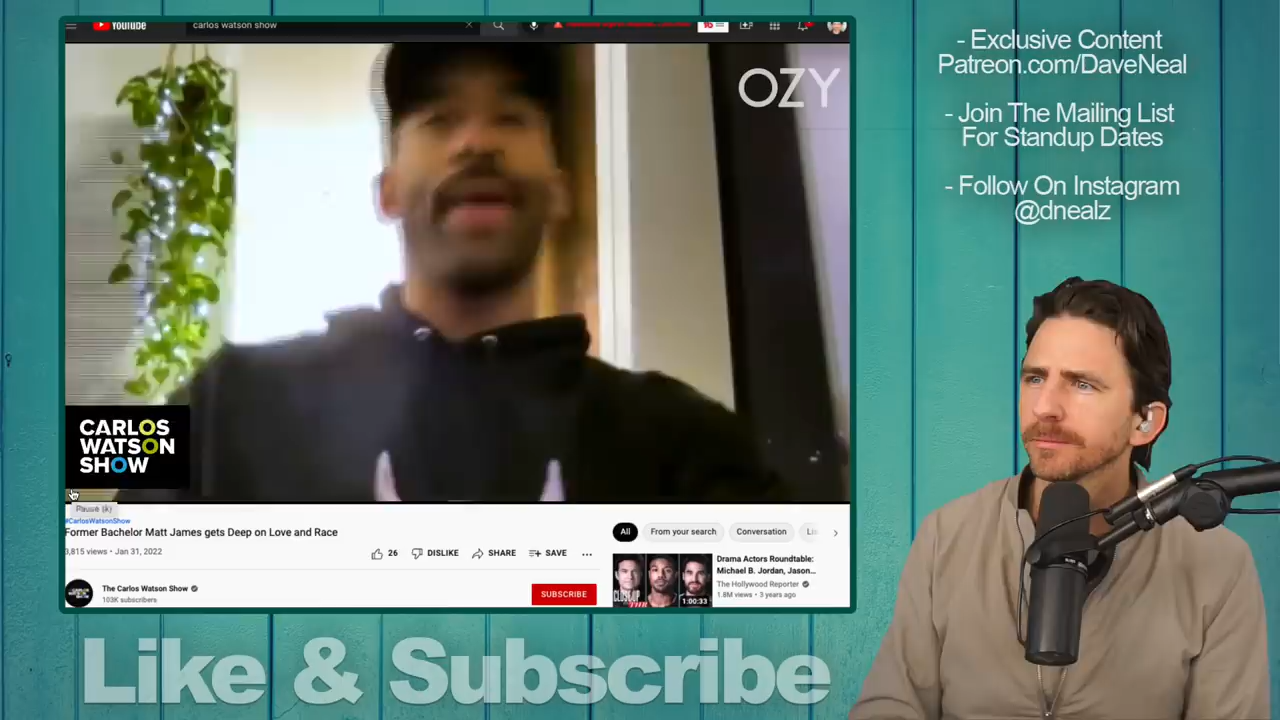 YouTube
carlos watson show
OZY
CARLOS
WATSON
SHOW
Pause (k)
#CarlosWatsonShow
Former Bachelor Matt James gets Deep on Love and Race
3,815 views • Jan 31, 2022
26
DISLIKE
SHARE
SAVE
The Carlos Watson Show
103K subscribers
SUBSCRIBE
All
From your search
Conversation
Drama Actors Roundtable:
Michael B. Jordan, Jason...
The Hollywood Reporter
1.8M views • 3 years ago
1:00:33
- Exclusive Content
Patreon.com/DaveNeal
- Join The Mailing List
For Standup Dates
- Follow On Instagram
@dnealz
Like & Subscribe